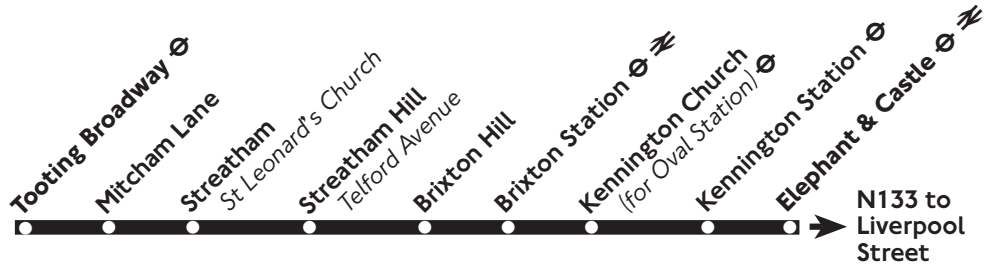 Tooting Broadway
Mitcham Lane
Streatham
St Leonard's Church
Streatham Hill
Telford Avenue
Brixton Hill
Brixton Station
Kennington Church
(for Oval Station)
Kennington Station
Elephant & Castle
N133 to
Liverpool
Street